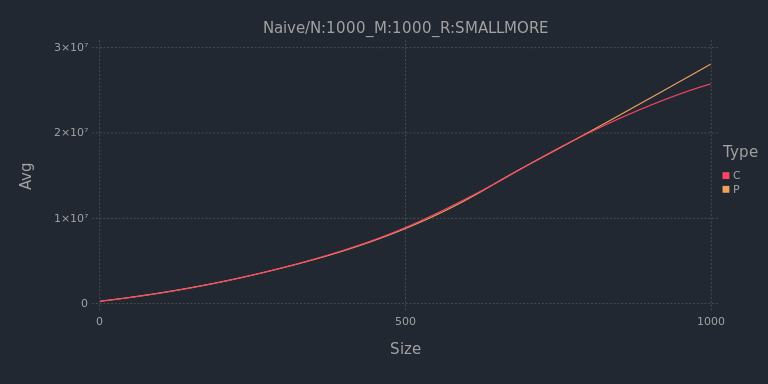 Naive/N:1000_M:1000_R:SMALLMORE
3×10⁷
2×10⁷
1×10⁷
0
Avg
0
500
1000
Size
Type
C
P